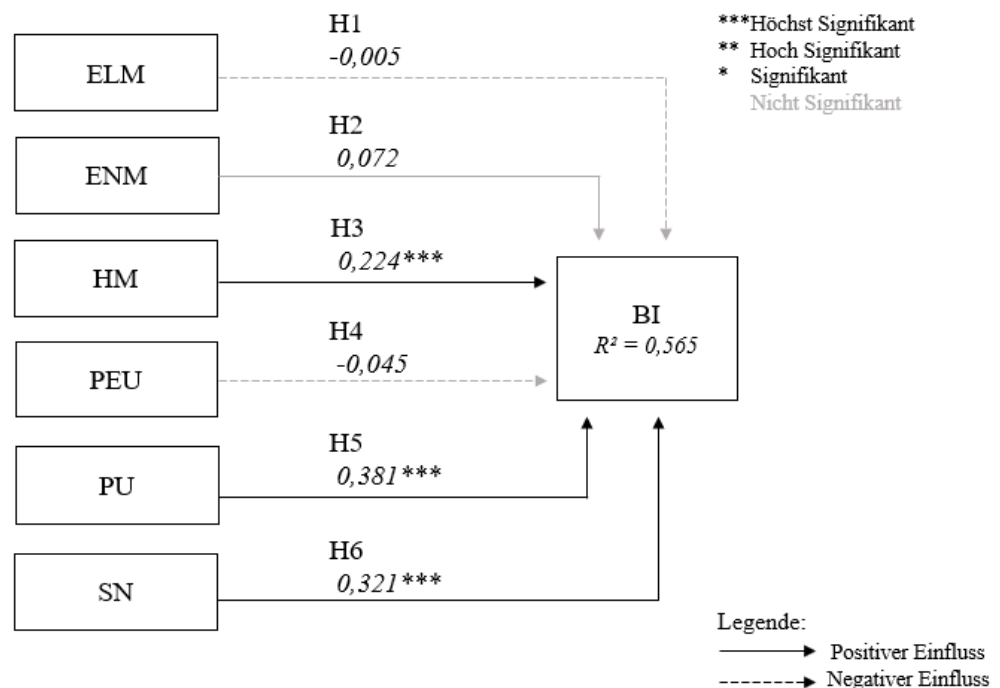 ***Höchst Signifikant
** Hoch Signifikant
* Signifikant
Nicht Signifikant
H1
-0,005
ELM
H2
0,072
ENM
H3
0,224***
HM
BI
R² = 0,565
H4
-0,045
PEU
H5
0,381***
PU
H6
0,321***
SN
Legende:
Positiver Einfluss
Negativer Einfluss